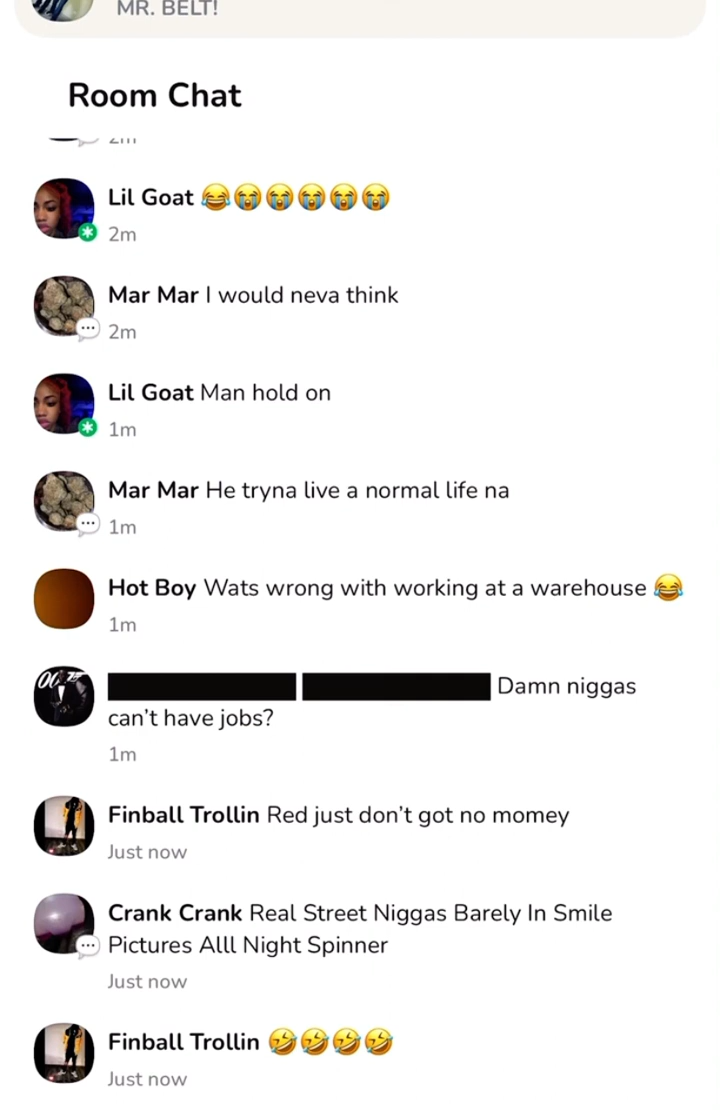 MR. BELT!
Room Chat
2m
Lil Goat 😂😭😭😭😭😭
2m
Mar Mar I would neva think
2m
Lil Goat Man hold on
1m
Mar Mar He tryna live a normal life na
1m
Hot Boy Wats wrong with working at a warehouse 😂
1m
007
Damn niggas
can't have jobs?
1m
Finball Trollin Red just don't got no momey
Just now
Crank Crank Real Street Niggas Barely In Smile
Pictures Alll Night Spinner
Just now
Finball Trollin 🤣🤣🤣🤣
Just now